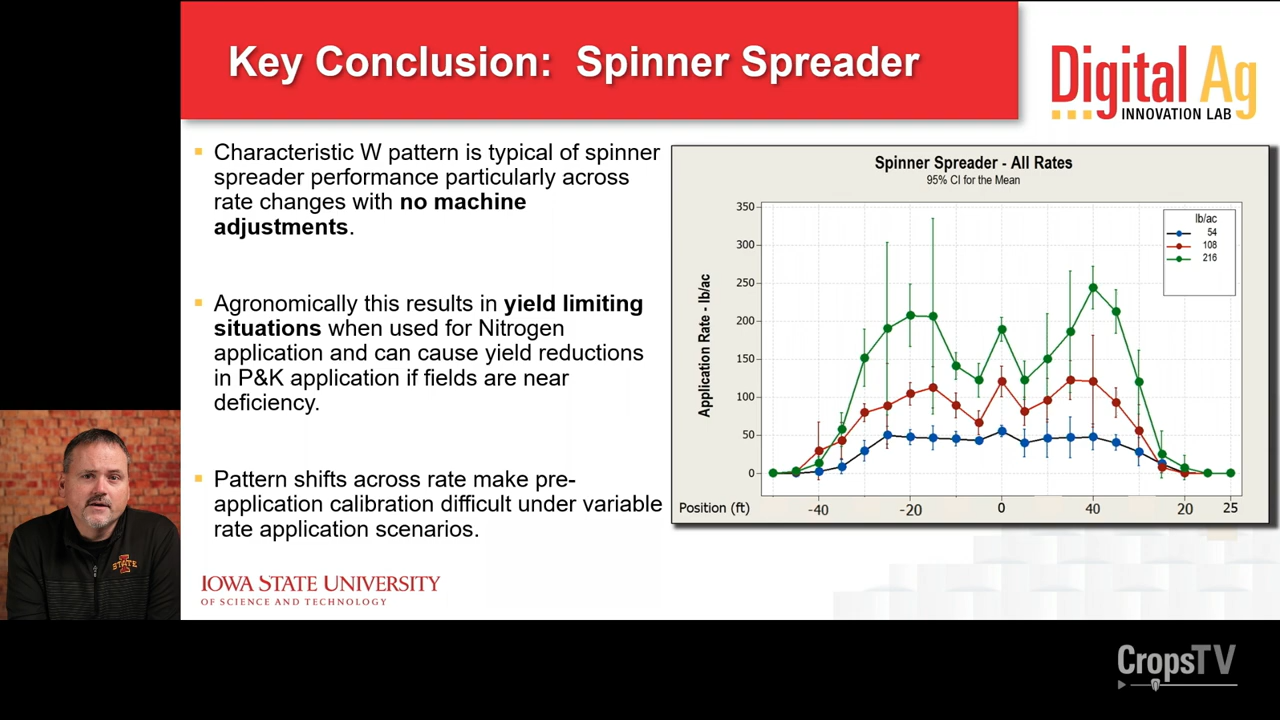 Key Conclusion: Spinner Spreader
Digital Ag
INNOVATION LAB
Characteristic W pattern is typical of spinner
spreader performance particularly across
rate changes with no machine
adjustments.
Agronomically this results in yield limiting
situations when used for Nitrogen
application and can cause yield reductions
in P&K application if fields are near
deficiency.
Pattern shifts across rate make pre-
application calibration difficult under variable
rate application scenarios.
Spinner Spreader - All Rates
95% CI for the Mean
lb/ac
54
108
216
Application Rate - lb/ac
350
300
250
200
150
100
50
0
Position (ft) -40 -20 0 40 20 25
IOWA STATE UNIVERSITY
OF SCIENCE AND TECHNOLOGY
I STATE
CropsTV